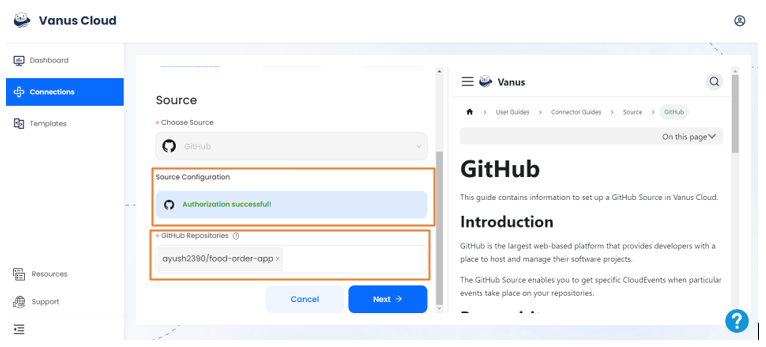 Vanus Cloud
Dashboard
Connections
Templates
Resources
Support
Source
* Choose Source
GitHub
Source Configuration
Authorization successful!
* GitHub Repositories
ayush2390/food-order-app ×
Cancel
Next →
Vanus
> User Guides > Connector Guides > Source > GitHub
On this page
GitHub
This guide contains information to set up a GitHub Source in Vanus Cloud.
Introduction
GitHub is the largest web-based platform that provides developers with a
place to host and manage their software projects.
The GitHub Source enables you to get specific CloudEvents when particular
events take place on your repositories.
?